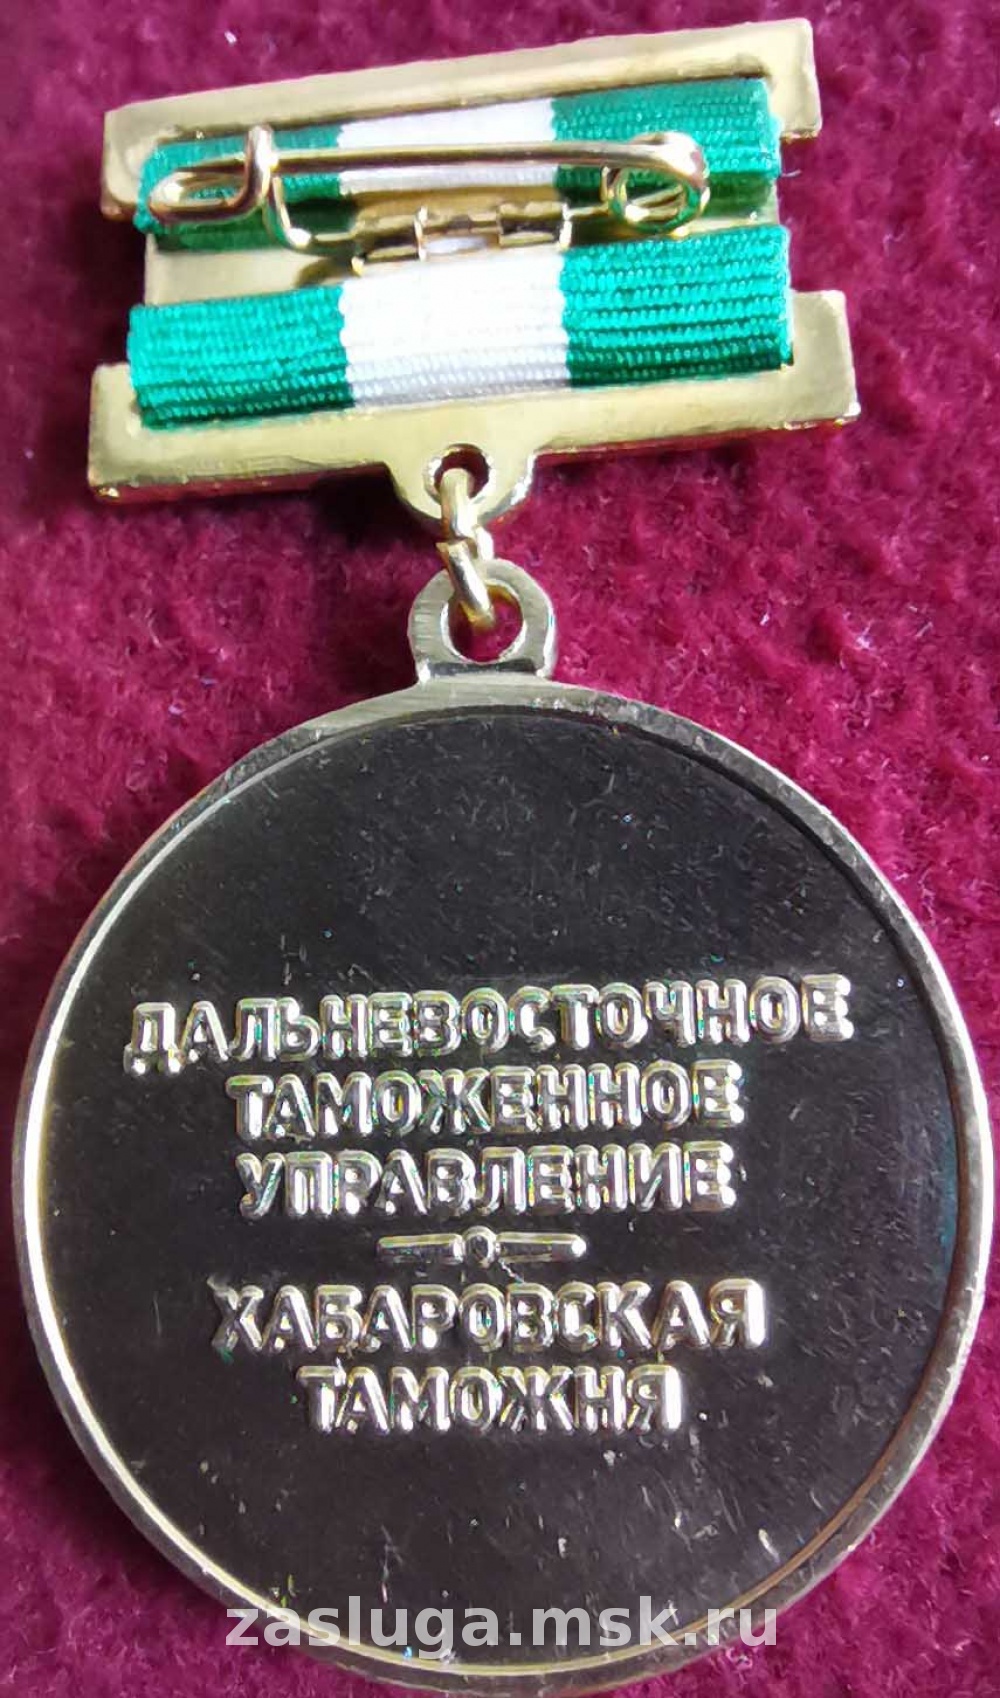 ДАЛЬНЕВОСТОЧНОЕ
ТАМОЖЕННОЕ
УПРАВЛЕНИЕ
ХАБАРОВСКАЯ
ТАМОЖНЯ
zasluga.msk.ru